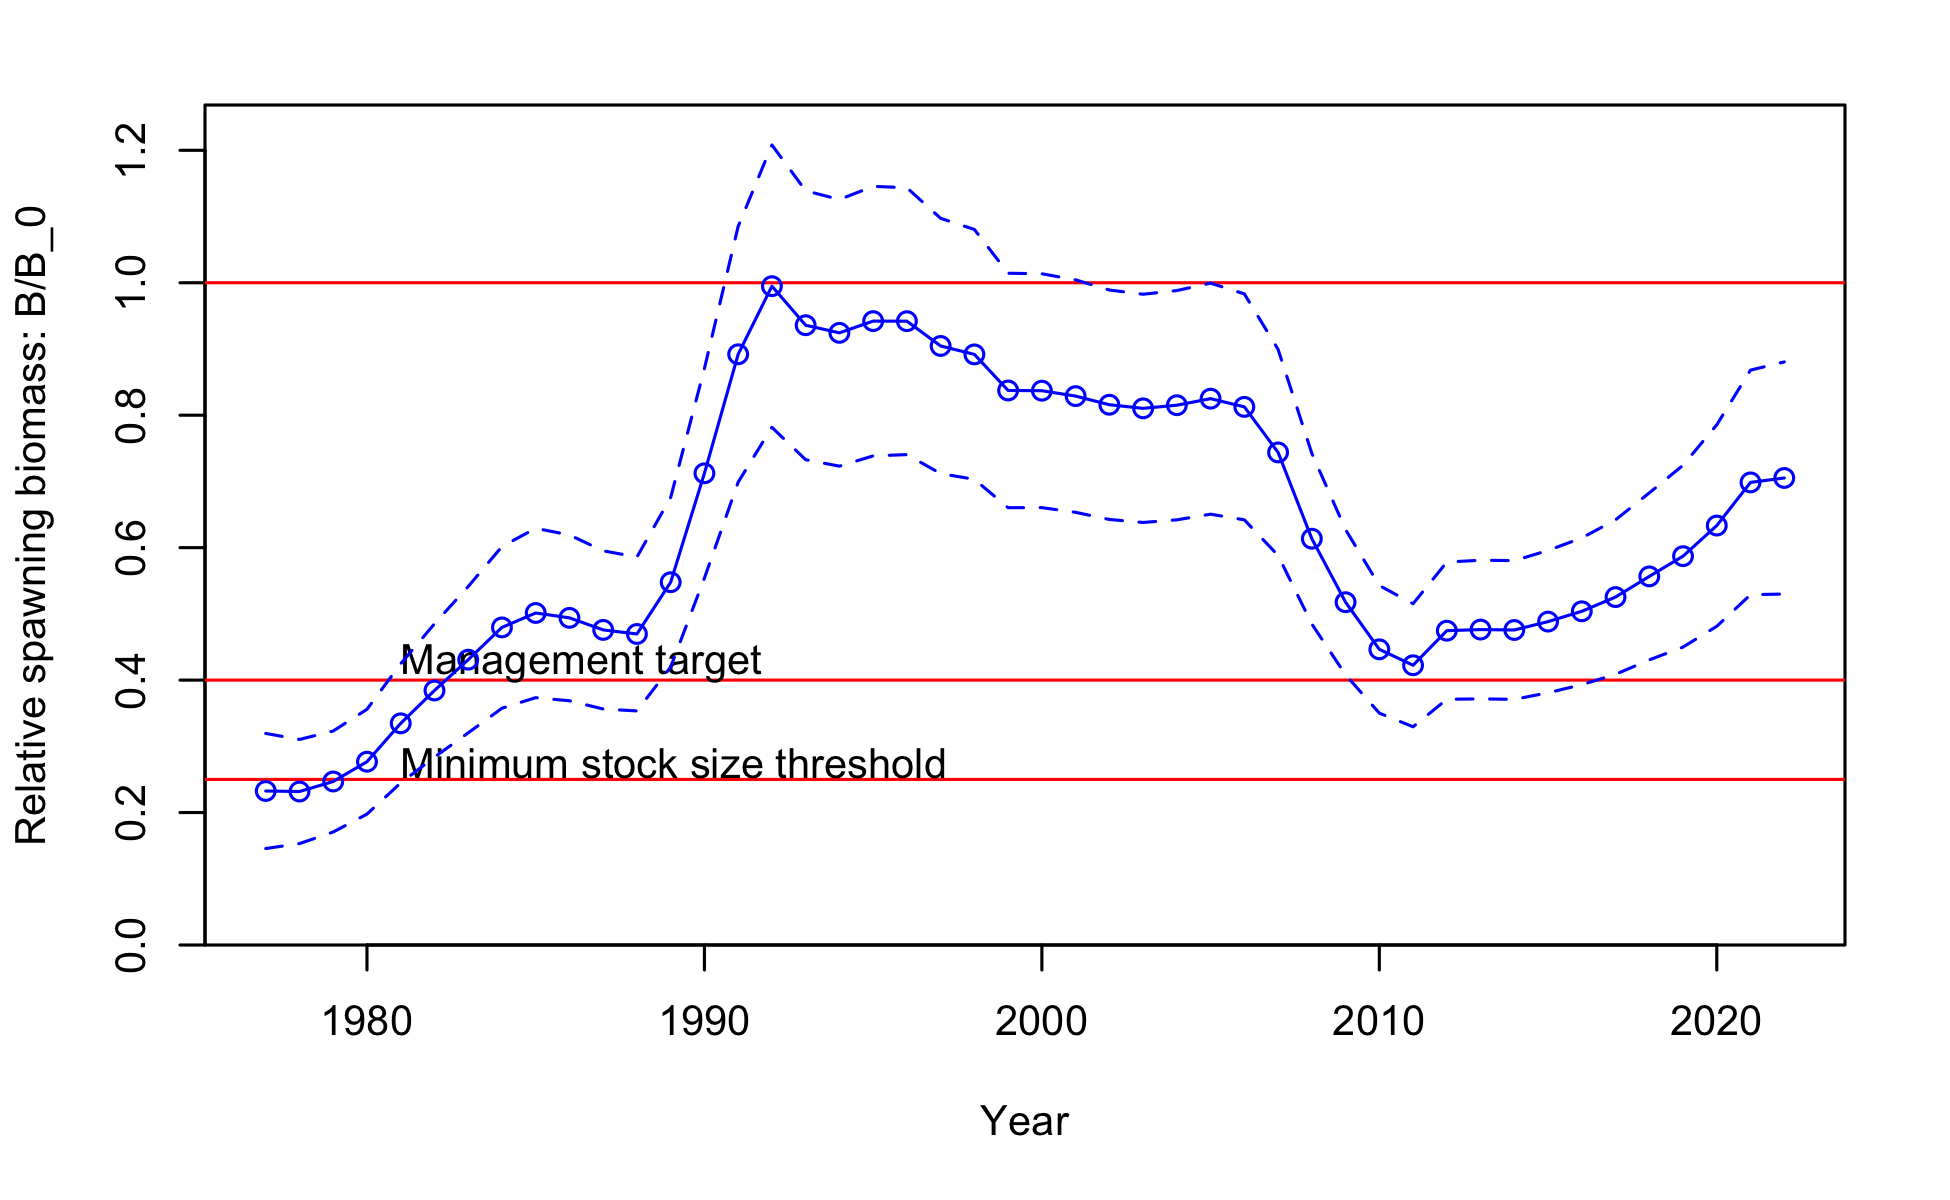 Relative spawning biomass: B/B_0
1.2
1.0
0.8
0.6
0.4
0.2
0.0
Management target
Minimum stock size threshold
1980 1990 2000 2010 2020
Year